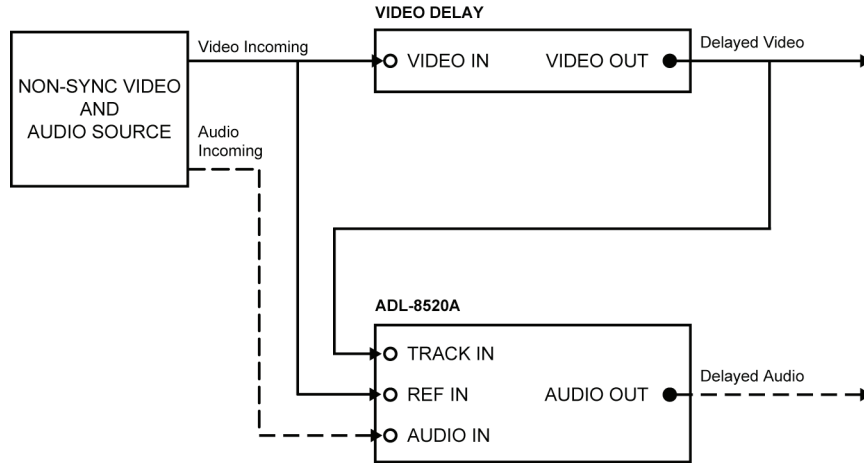 VIDEO DELAY
Video Incoming
VIDEO IN
VIDEO OUT
Delayed Video
NON-SYNC VIDEO
AND
AUDIO SOURCE
Audio
Incoming
ADL-8520A
TRACK IN
REF IN
AUDIO OUT
Delayed Audio
AUDIO IN